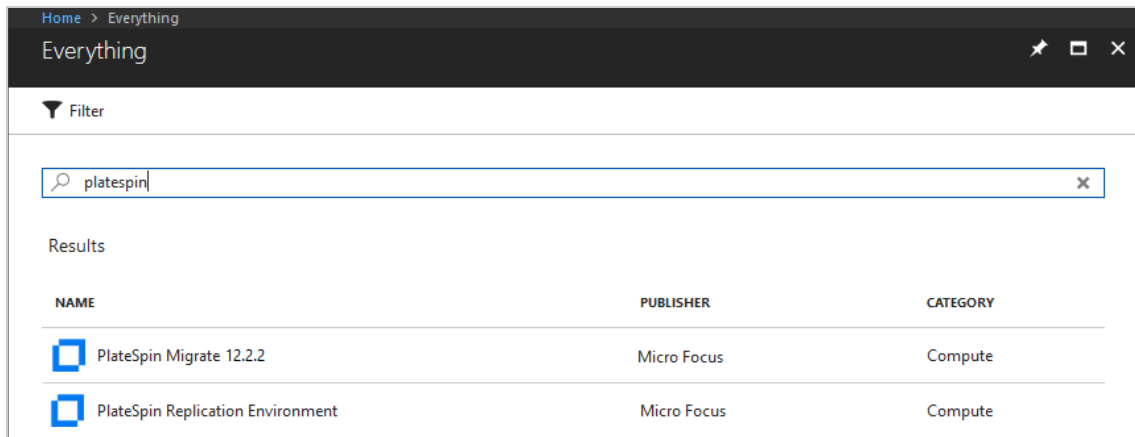 Home > Everything
Everything
Filter
platespin
Results
NAME PUBLISHER CATEGORY
PlateSpin Migrate 12.2.2 Micro Focus Compute
PlateSpin Replication Environment Micro Focus Compute